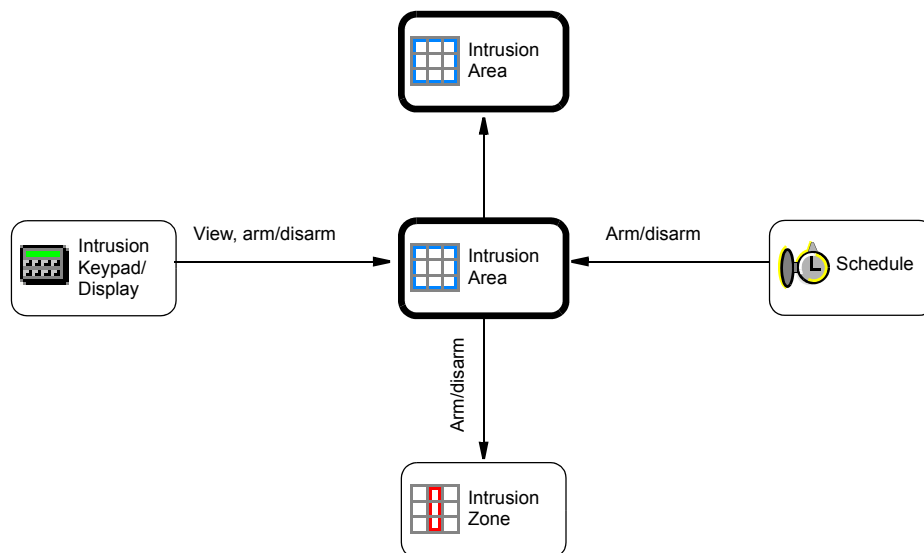 Intrusion
Area
View, arm/disarm
Arm/disarm
Intrusion
Keypad/
Display
Intrusion
Area
Schedule
Arm/disarm
Intrusion
Zone